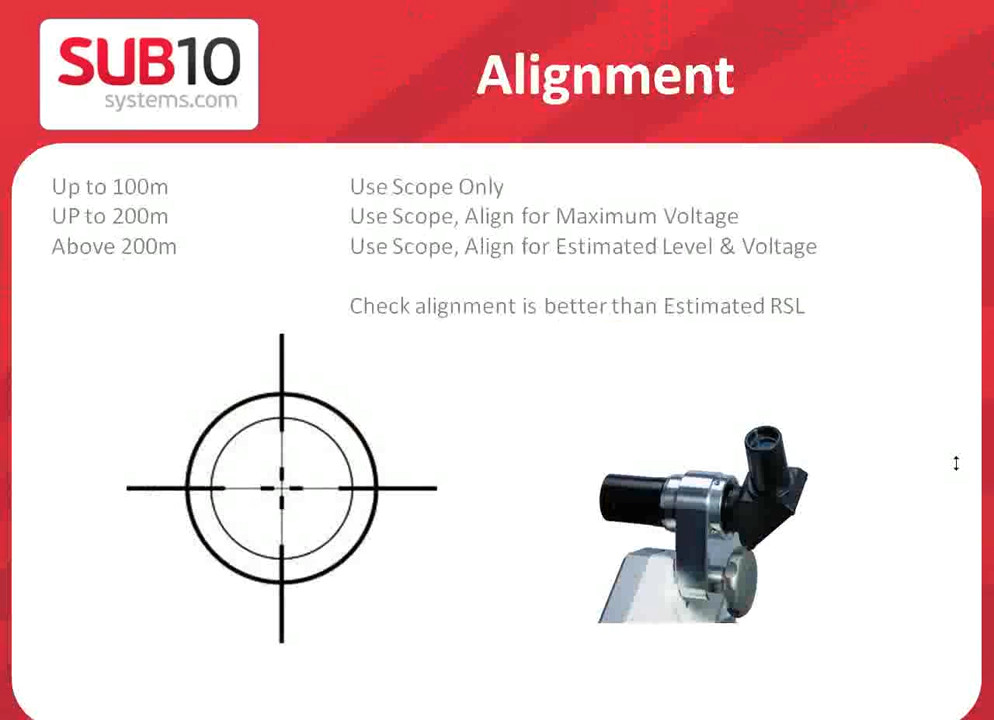 SUB10
systems.com
Alignment
Up to 100m Use Scope Only
UP to 200m Use Scope, Align for Maximum Voltage
Above 200m Use Scope, Align for Estimated Level & Voltage
Check alignment is better than Estimated RSL